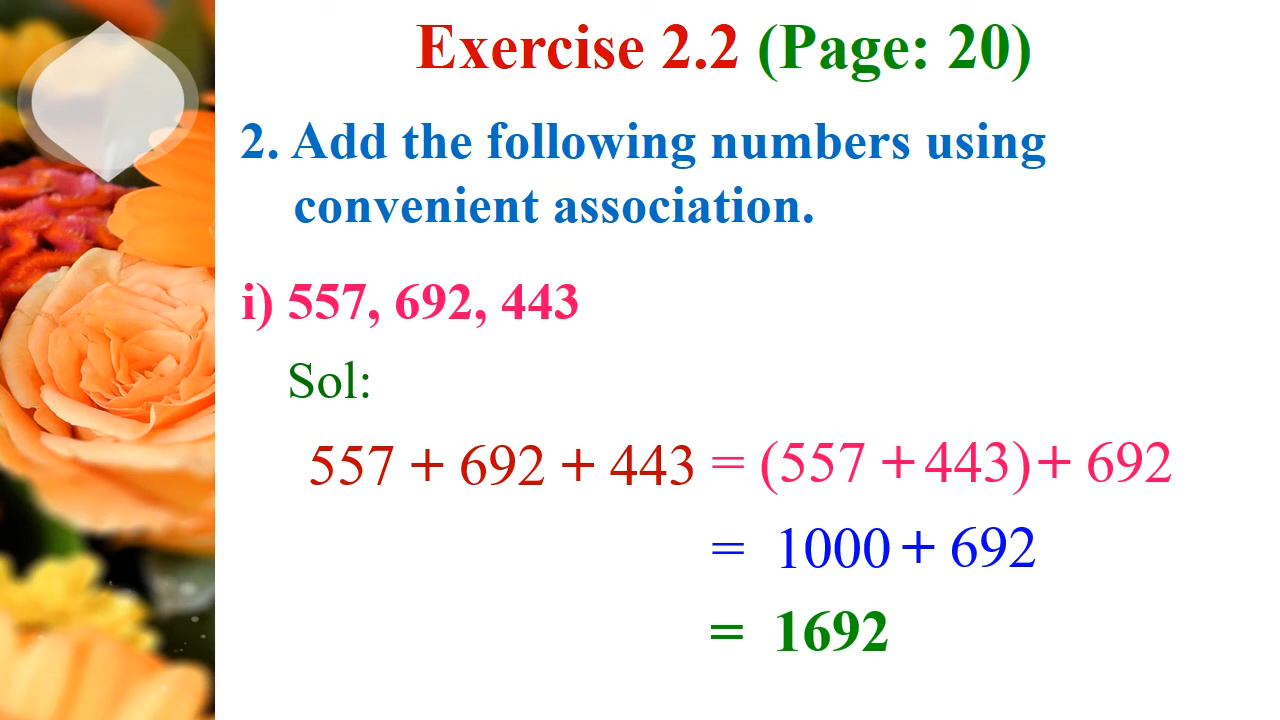 Exercise 2.2 (Page: 20)
2. Add the following numbers using
convenient association.
i) 557, 692, 443
Sol:
557 + 692 + 443 = (557 + 443) + 692
= 1000 + 692
= 1692